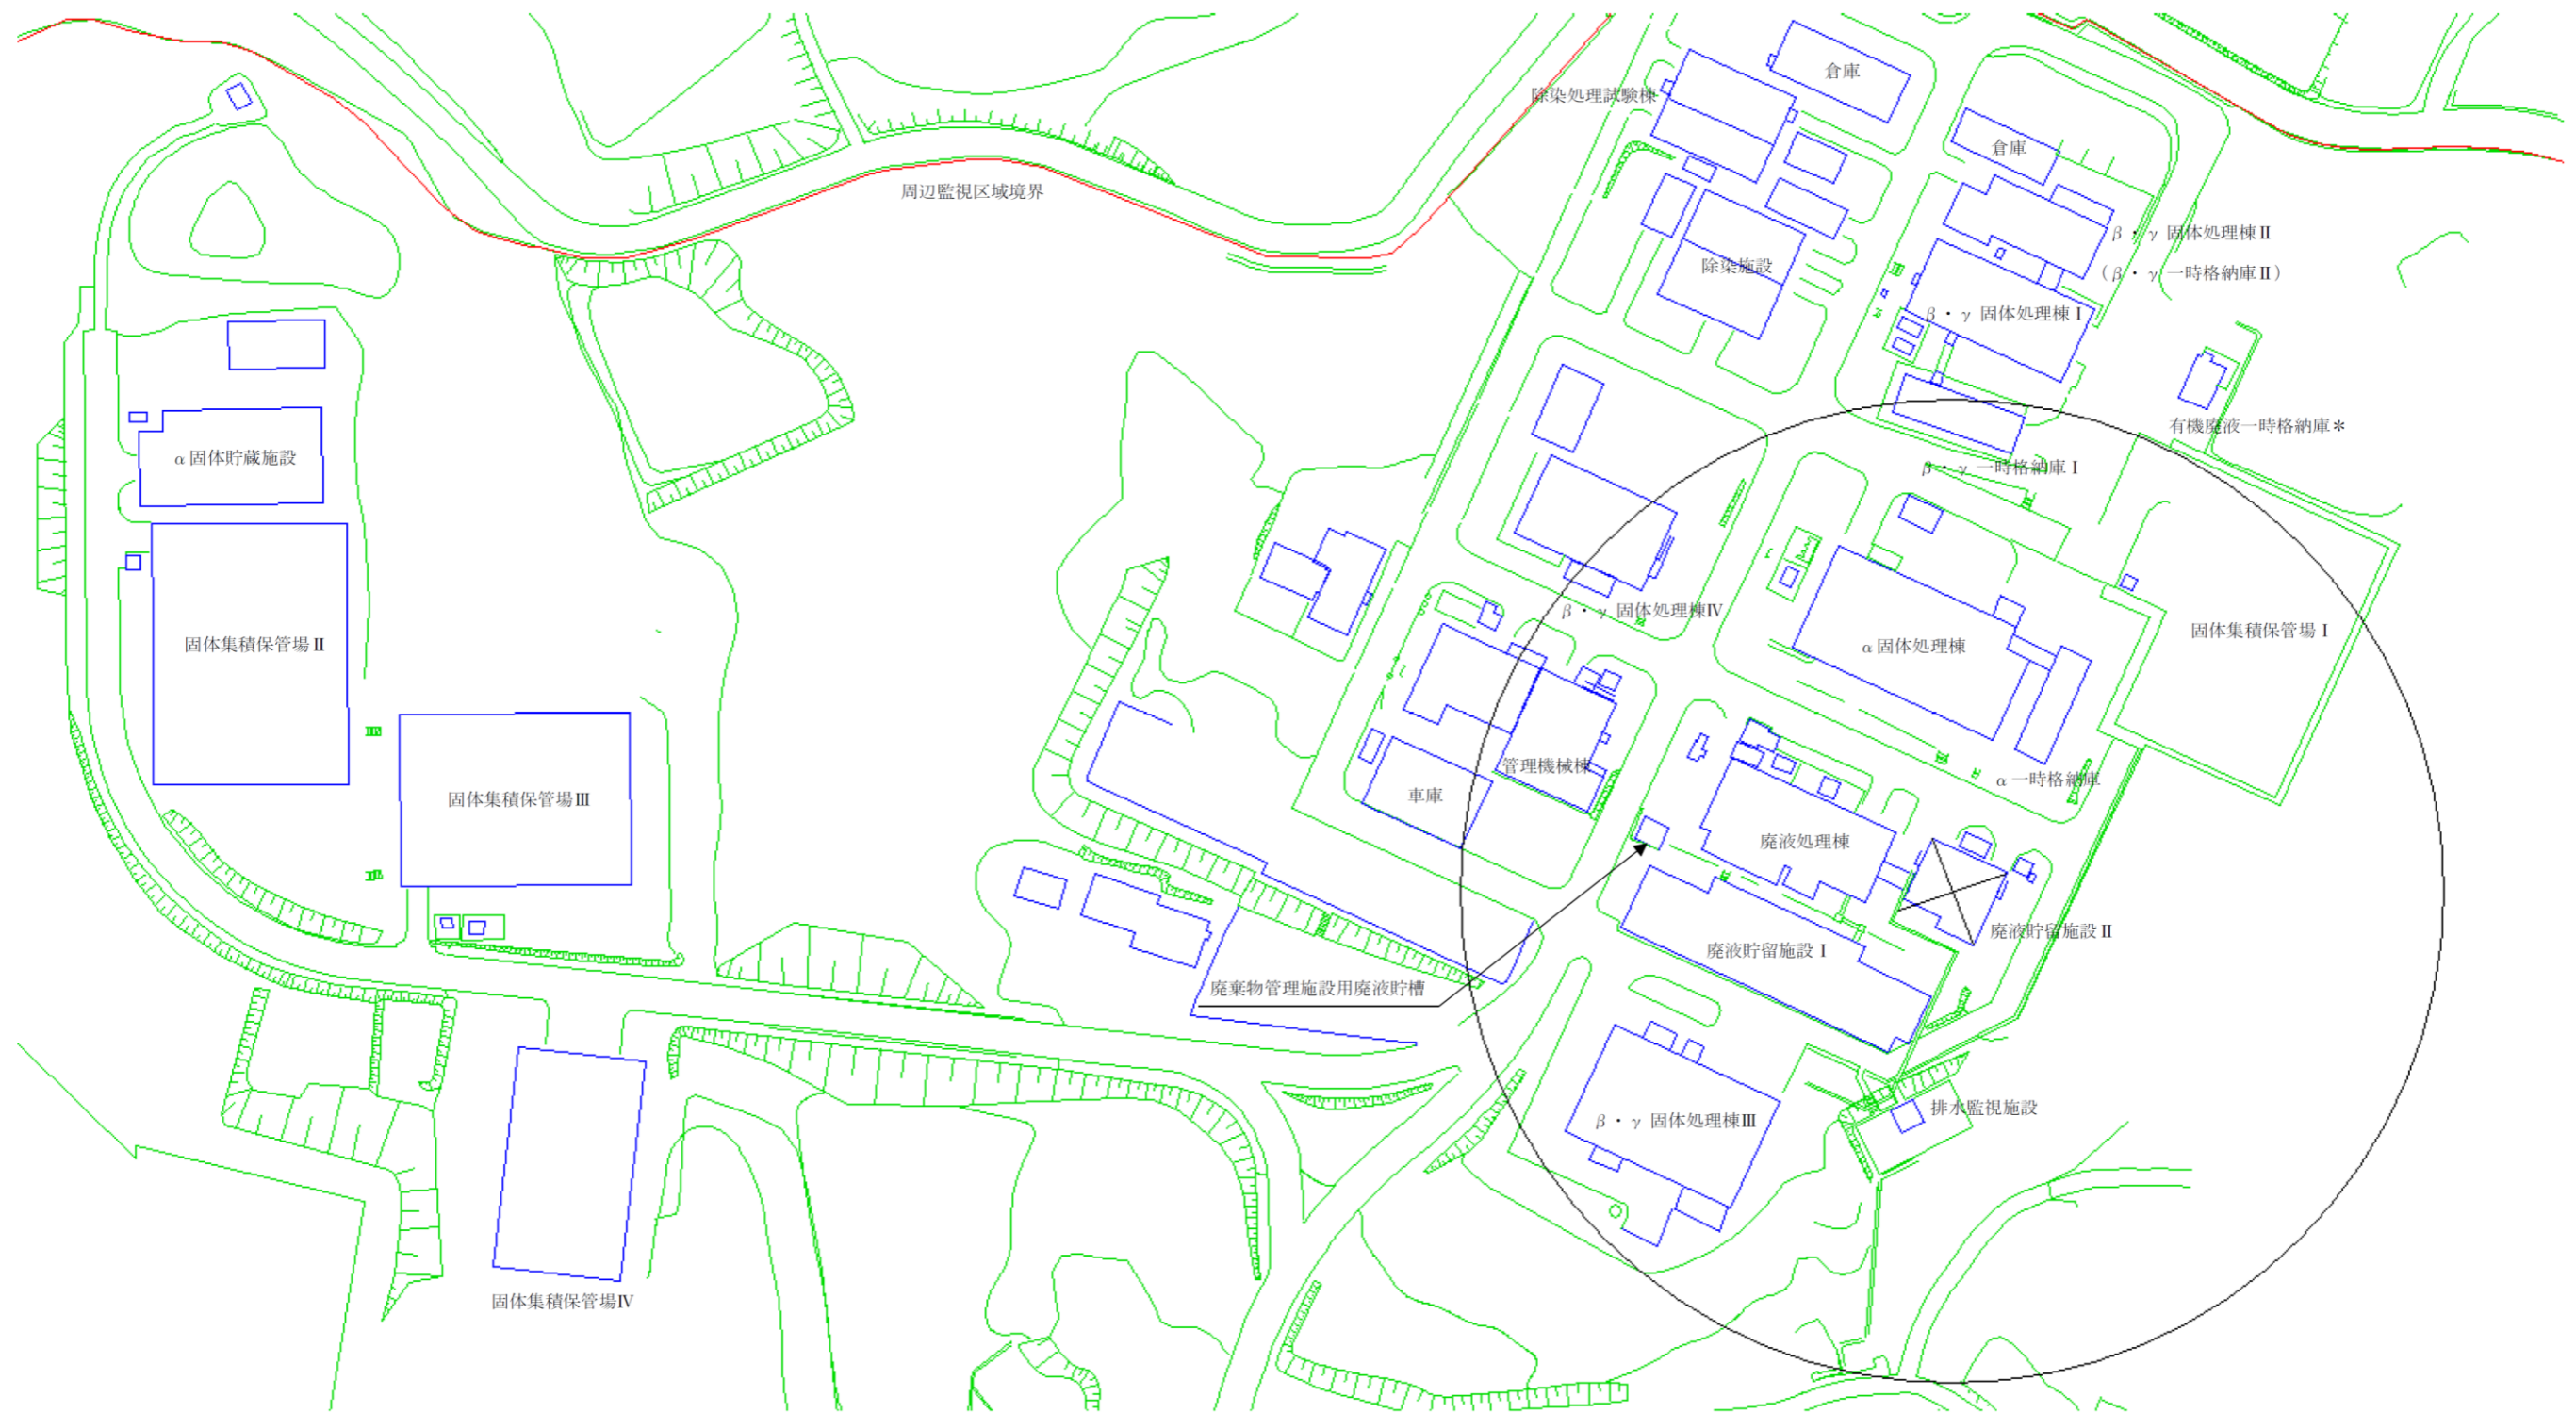 倉庫
除染処理試験棟
倉庫
周辺監視区域境界
β・γ 固体処理棟Ⅱ
(β・γ 一時格納庫Ⅱ)
除染施設
β・γ 固体処理棟Ⅰ
有機廃液一時格納庫＊
α固体貯蔵施設
β・γ 一時格納庫Ⅰ
β・γ 固体処理棟Ⅳ
固体集積保管場Ⅰ
固体集積保管場Ⅱ
α固体処理棟
管理機械棟
α一時格納庫
車庫
固体集積保管場Ⅲ
廃液処理棟
廃液貯留施設Ⅱ
廃液貯留施設Ⅰ
廃棄物管理施設用廃液貯槽
排水監視施設
β・γ 固体処理棟Ⅲ
固体集積保管場Ⅳ